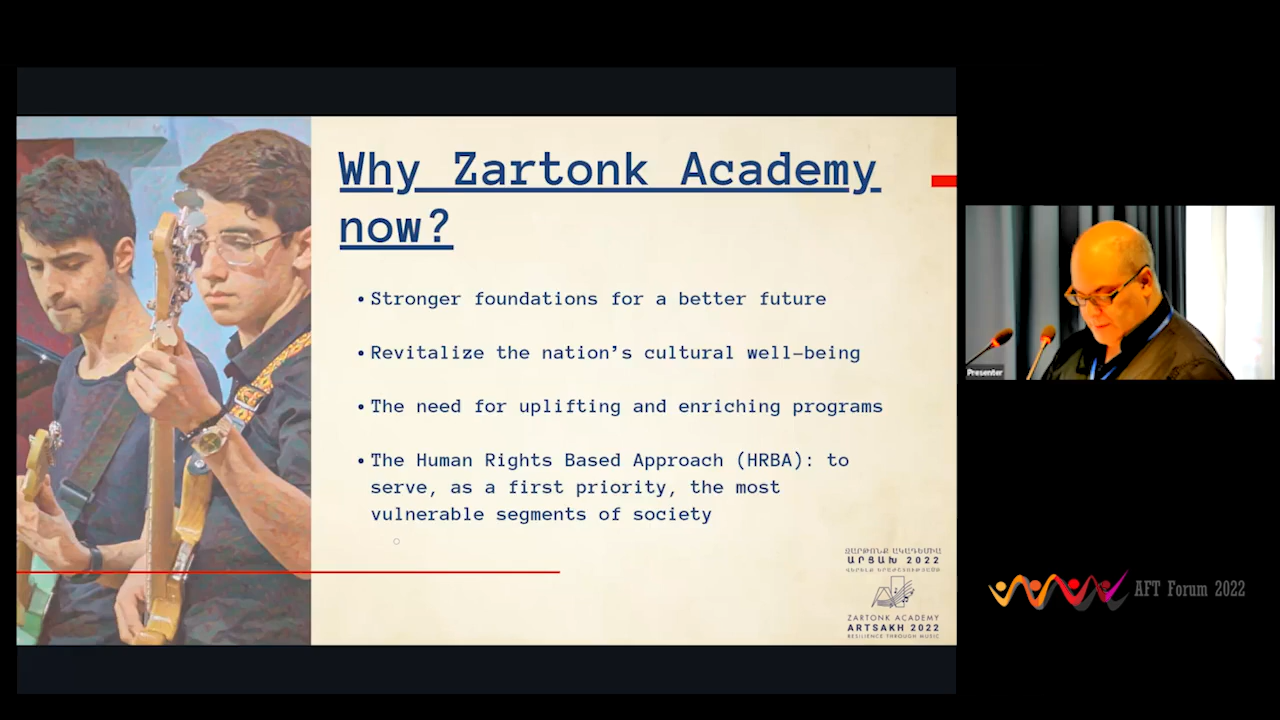 Why Zartonk Academy
now?
• Stronger foundations for a better future
• Revitalize the nation’s cultural well-being
• The need for uplifting and enriching programs
• The Human Rights Based Approach (HRBA): to
serve, as a first priority, the most
vulnerable segments of society
ԶԱՐԹՕՆՔ ԱԿԱԴԵՄԻԱ
ԱՐՑԱԽ 2022
ZARTONK ACADEMY
ARTSAKH 2022
RESILIENCE THROUGH MUSIC
Presenter
AFT Forum 2022